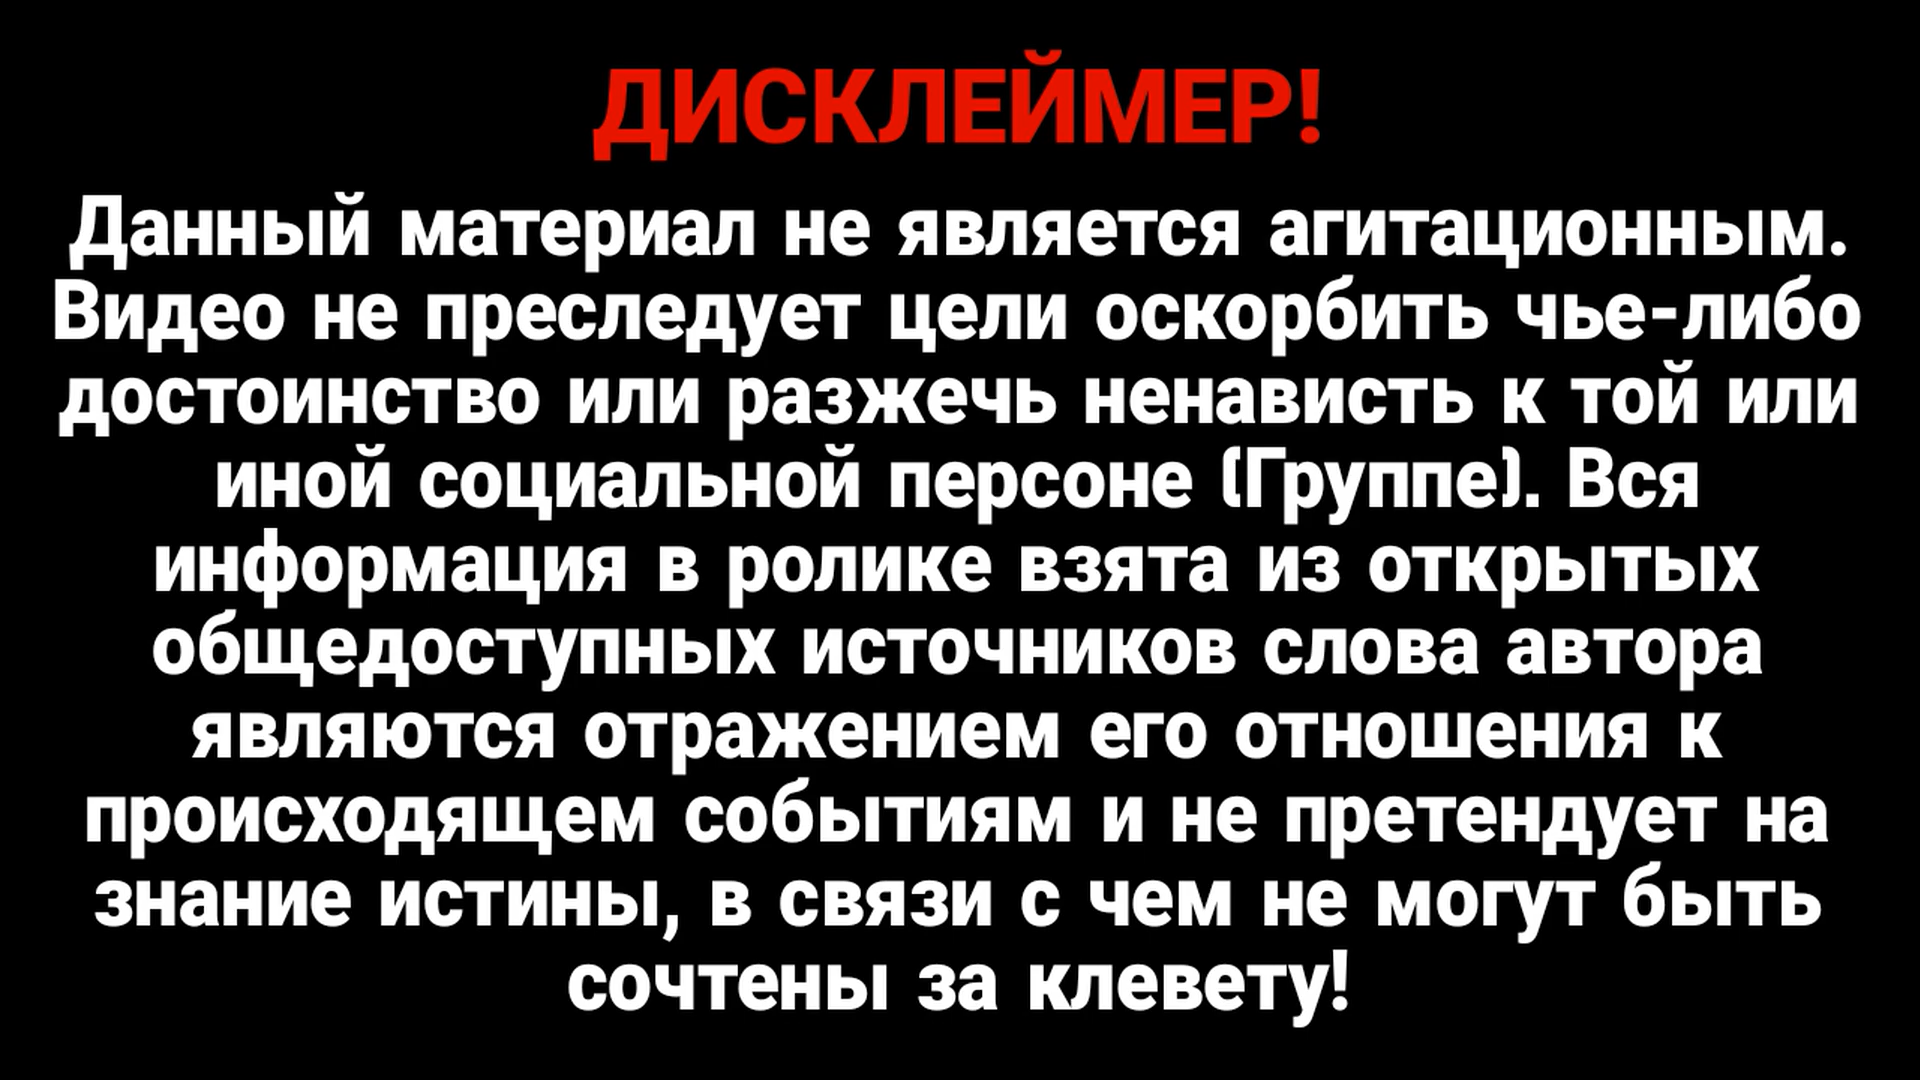 ДИСКЛЕЙМЕР!
Данный материал не является агитационным.
Видео не преследует цели оскорбить чье-либо
достоинство или разжечь ненависть к той или
иной социальной персоне (Группе). Вся
информация в ролике взята из открытых
общедоступных источников слова автора
являются отражением его отношения к
происходящем событиям и не претендует на
знание истины, в связи с чем не могут быть
сочтены за клевету!